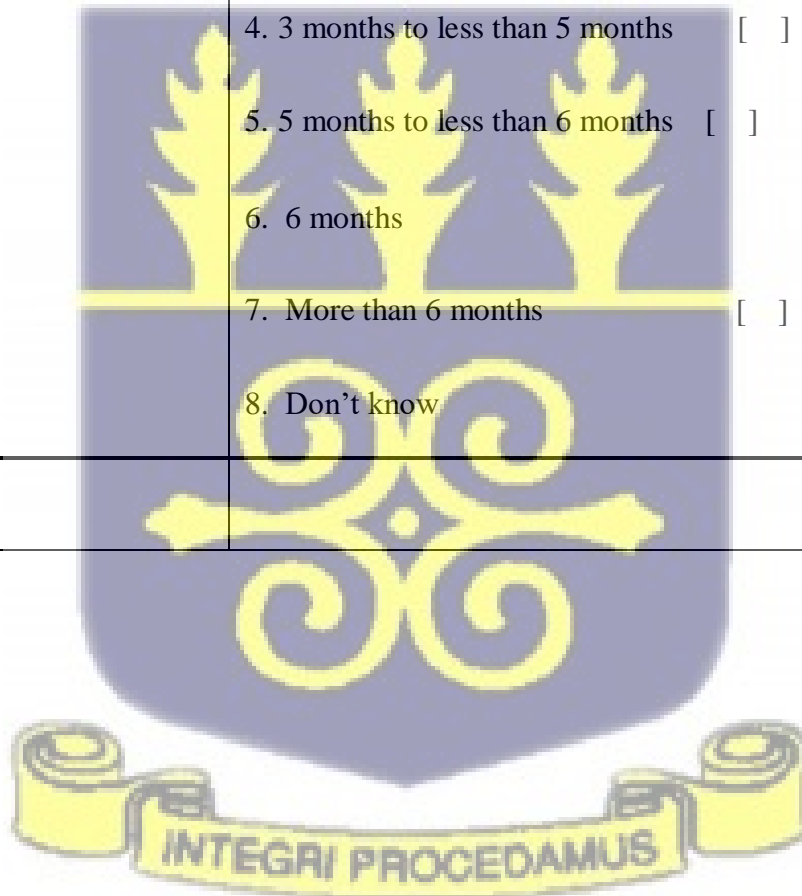 4. 3 months to less than 5 months [ ]
5. 5 months to less than 6 months [ ]
6. 6 months
7. More than 6 months [ ]
8. Don’t know
INTEGRI PROCEDAMUS